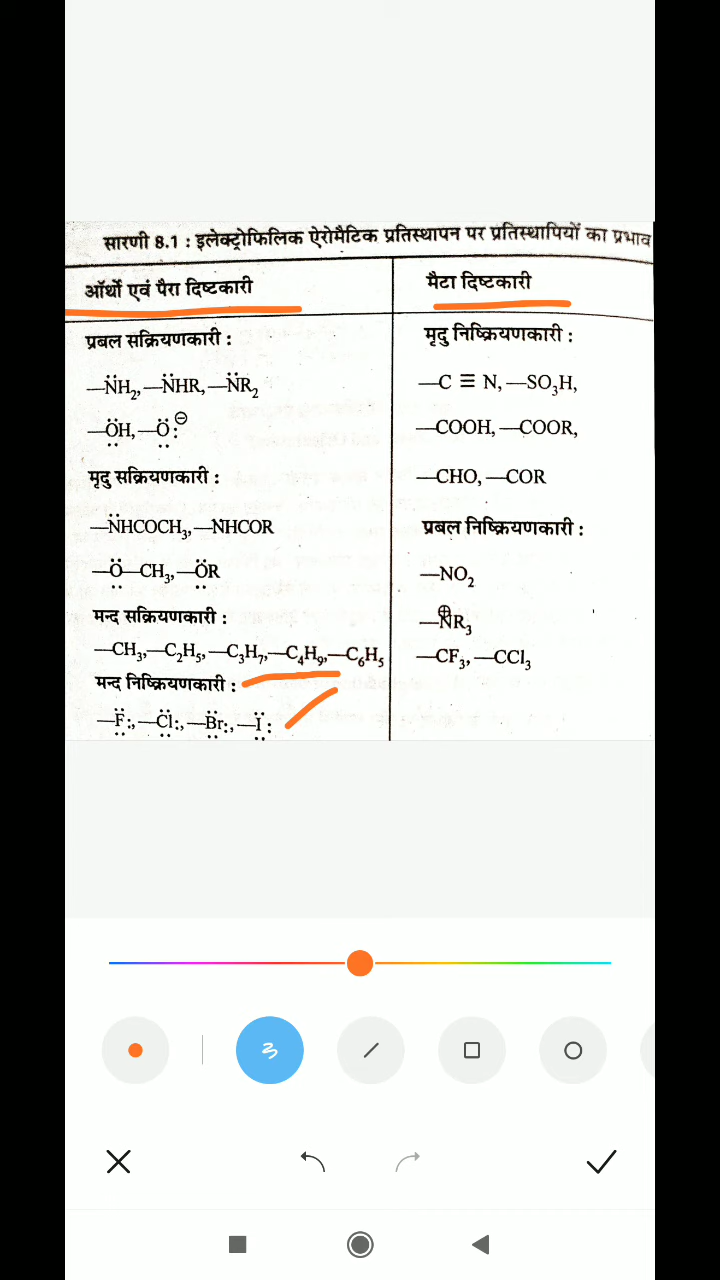 सारणी 8.1 : इलेक्ट्रोफिलिक ऐरोमैटिक प्रतिस्थापन पर प्रतिस्थापियों का प्रभाव
ऑर्थो एवं पैरा दिष्टकारी
प्रबल सक्रियणकारी :
—N̈H₂, —N̈HR, —N̈R₂
—ÖH, —Ö:⊖
मृदु सक्रियणकारी :
—N̈HCOCH₃, —NHCOR
—Ö—CH₃, —ÖR
मन्द सक्रियणकारी :
—CH₃, —C₂H₅, —C₃H₇, —C₄H₉, —C₆H₅
मन्द निष्क्रियणकारी :
—F̈:, —C̈l:, —B̈r:, —Ï:
मैटा दिष्टकारी
मृदु निष्क्रियणकारी :
—C ≡ N, —SO₃H,
—COOH, —COOR,
—CHO, —COR
प्रबल निष्क्रियणकारी :
—NO₂
—N⊕R₃
—CF₃, —CCl₃